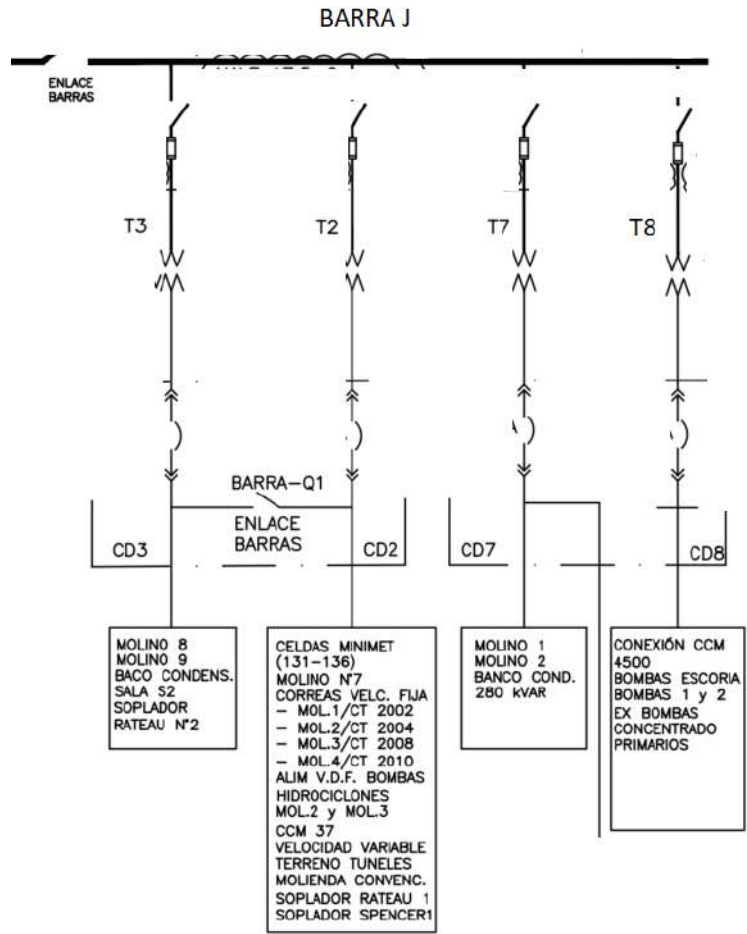 BARRA J
ENLACE
BARRAS
T3
T2
T7
T8
BARRA-Q1
ENLACE
BARRAS
CD3
CD2
CD7
CD8
MOLINO 8
MOLINO 9
BACO CONDENS.
SALA S2
SOPLADOR
RATEAU N°2
CELDAS MINIMET
(131-136)
MOLINO N°7
CORREAS VELC. FIJA
- MOL.1/CT 2002
- MOL.2/CT 2004
- MOL.3/CT 2008
- MOL.4/CT 2010
ALIM V.D.F. BOMBAS
HIDROCICLONES
MOL.2 y MOL.3
CCM 37
VELOCIDAD VARIABLE
TERRENO TUNELES
MOLIENDA CONVENC.
SOPLADOR RATEAU 1
SOPLADOR SPENCER1
MOLINO 1
MOLINO 2
BANCO COND.
280 kVAR
CONEXIÓN CCM
4500
BOMBAS ESCORIA
BOMBAS 1 y 2
EX BOMBAS
CONCENTRADO
PRIMARIOS